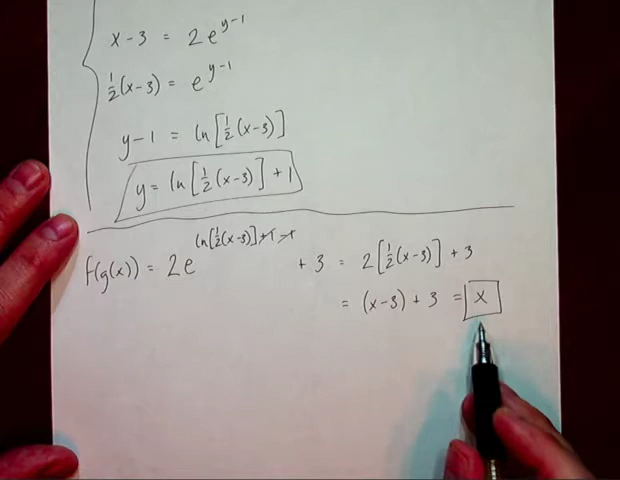 x-3 = 2e^{y-1}
½(x-3) = e^{y-1}
y-1 = ln[½(x-3)]
y = ln[½(x-3)] + 1
f(g(x)) = 2e^{ln[½(x-3)]+1-1} + 3 = 2[½(x-3)] + 3
= (x-3) + 3 = x